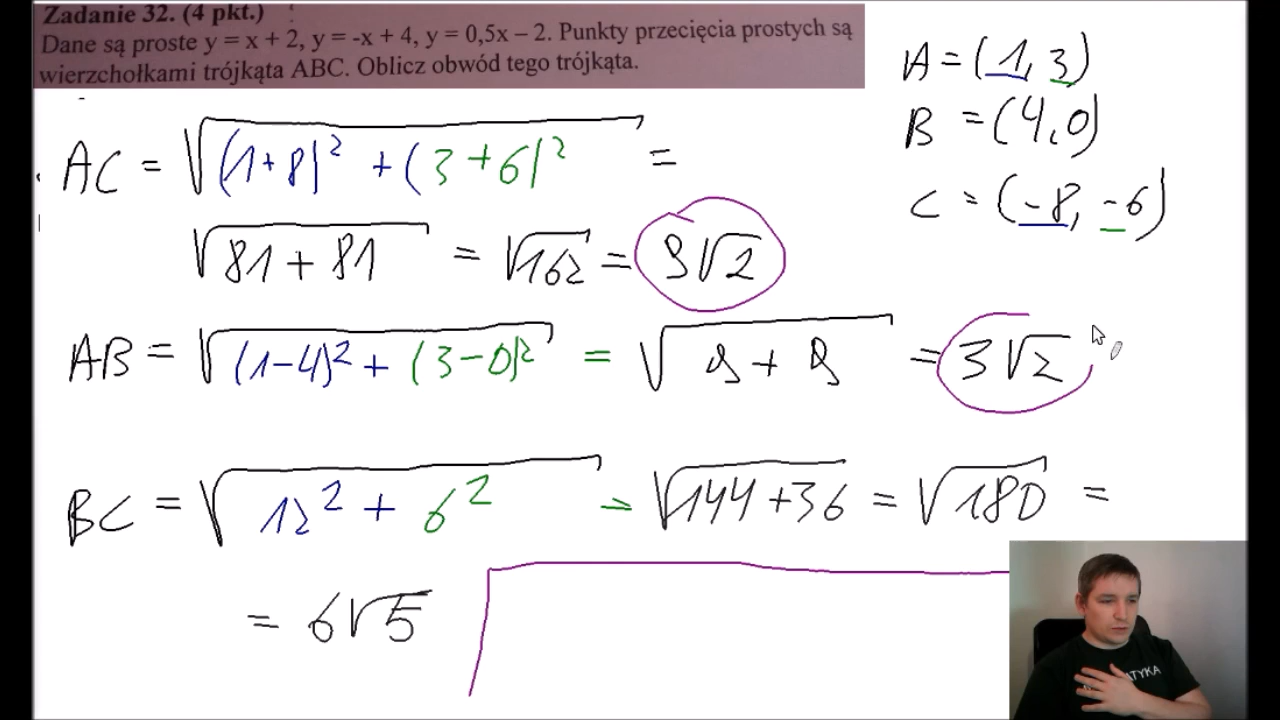 Zadanie 32. (4 pkt.)
Dane są proste y = x + 2, y = -x + 4, y = 0,5x – 2. Punkty przecięcia prostych są
wierzchołkami trójkąta ABC. Oblicz obwód tego trójkąta.
A = (1, 3)
B = (4,0)
C = (-8, -6)
AC = √(1+8)² + (3+6)² =
√81 + 81 = √162 = 9√2
AB = √(1-4)² + (3-0)² = √9 + 9 = 3√2
BC = √12² + 6² = √144+36 = √180 =
= 6√5